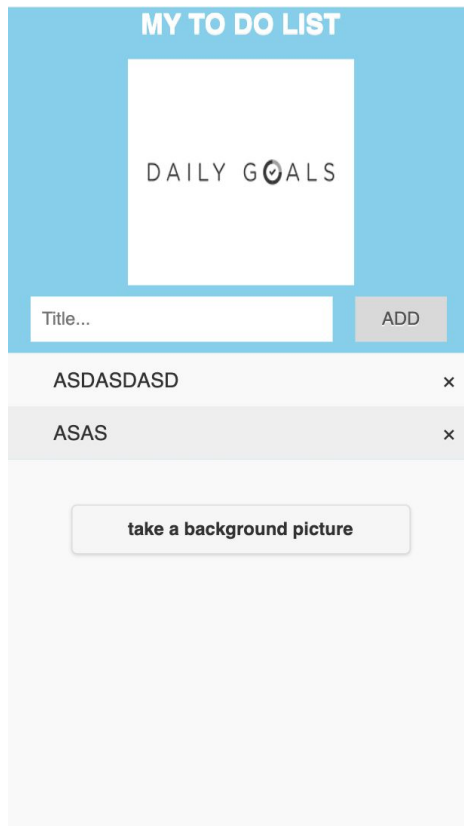 MY TO DO LIST
DAILY GOALS
Title... ADD
ASDASDASD ×
ASAS ×
take a background picture